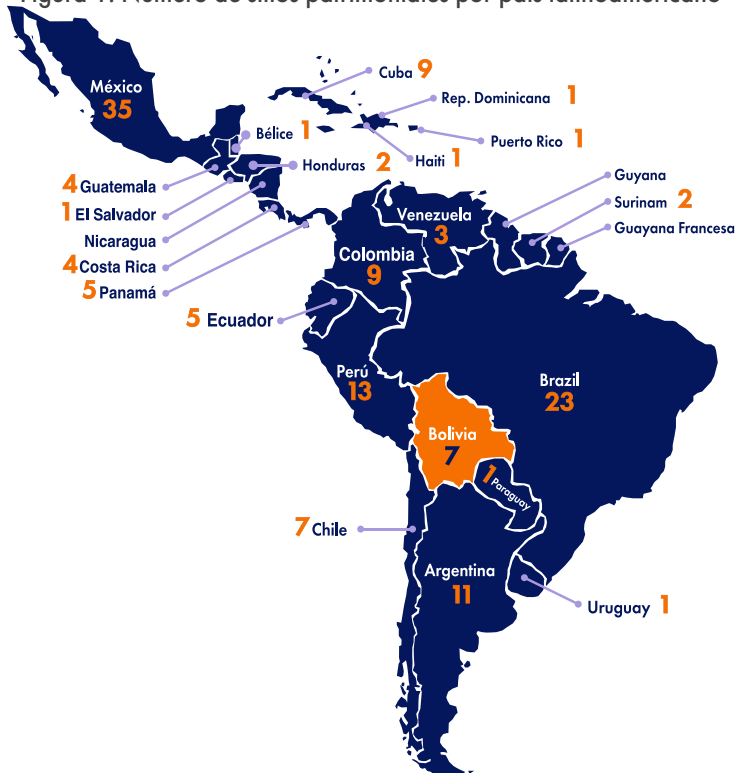 México
35
Cuba 9
Rep. Dominicana 1
Puerto Rico 1
Haiti 1
Bélice 1
Honduras 2
4 Guatemala
1 El Salvador
Nicaragua
4 Costa Rica
5 Panamá
Guyana
Surinam 2
Guayana Francesa
Venezuela
3
Colombia
9
5 Ecuador
Perú
13
Brazil
23
Bolivia
7
1 Paraguay
7 Chile
Argentina
11
Uruguay 1